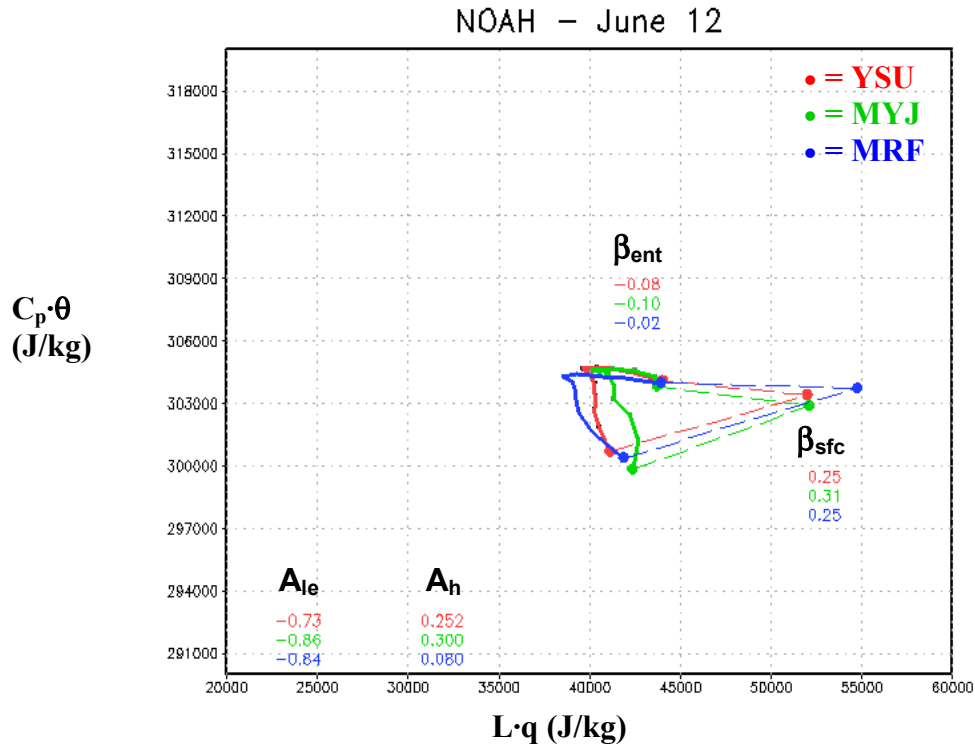 NOAH – June 12
• = YSU
• = MYJ
• = MRF
318000
315000
312000
309000
306000
303000
300000
297000
294000
291000
Cp·θ
(J/kg)
βent
−0.08
−0.10
−0.02
βsfc
0.25
0.31
0.25
Ale
−0.73
−0.86
−0.84
Ah
0.252
0.300
0.080
20000 25000 30000 35000 40000 45000 50000 55000 60000
L·q (J/kg)